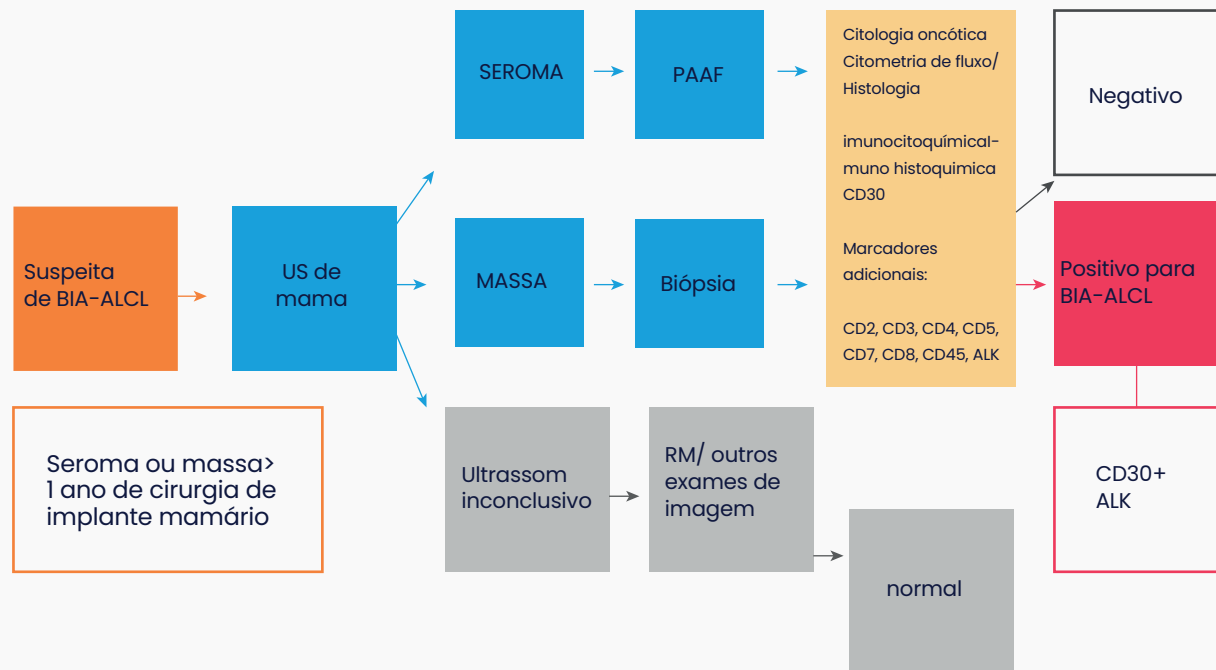 SEROMA
PAAF
Citologia oncótica
Citometria de fluxo/
Histologia
imunocitoquímicaI-
muno histoquimica
CD30
Marcadores
adicionais:
CD2, CD3, CD4, CD5,
CD7, CD8, CD45, ALK
Negativo
Suspeita
de BIA-ALCL
US de
mama
MASSA
Biópsia
Positivo para
BIA-ALCL
Seroma ou massa>
1 ano de cirurgia de
implante mamário
Ultrassom
inconclusivo
RM/ outros
exames de
imagem
normal
CD30+
ALK